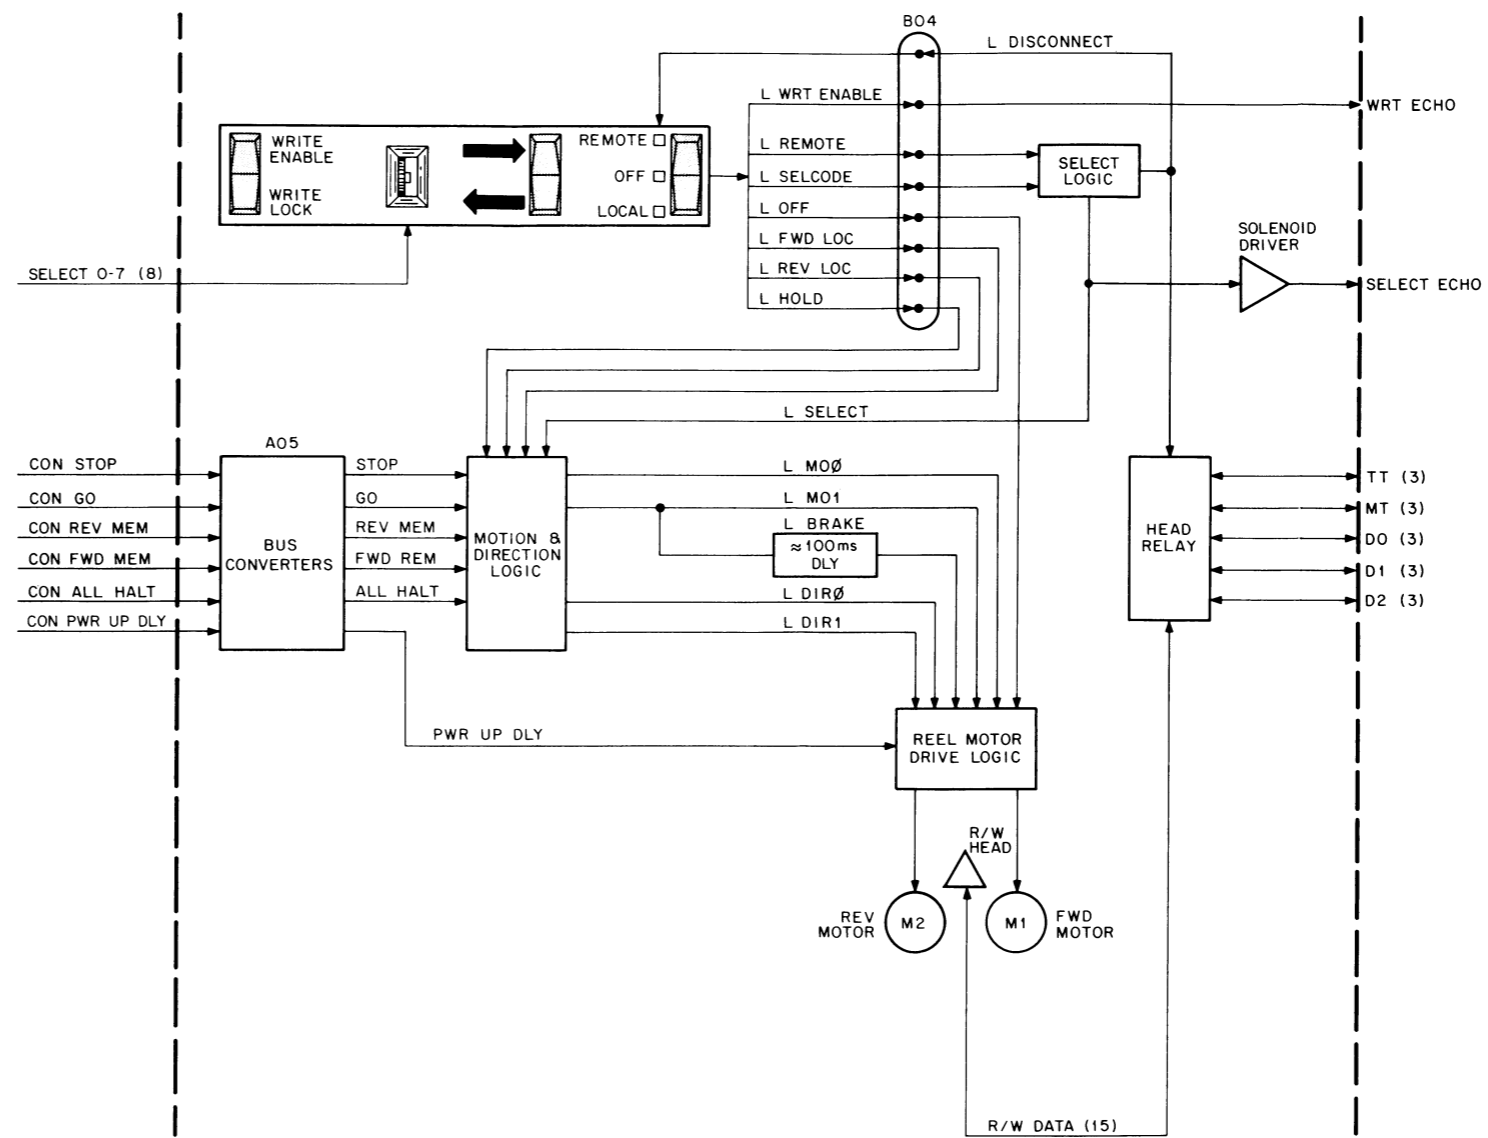 B04
L DISCONNECT
L WRT ENABLE
WRT ECHO
WRITE
ENABLE
WRITE
LOCK
REMOTE
OFF
LOCAL
L REMOTE
L SELCODE
L OFF
L FWD LOC
L REV LOC
L HOLD
SELECT
LOGIC
SOLENOID
DRIVER
SELECT 0-7 (8)
SELECT ECHO
L SELECT
A05
CON STOP
CON GO
CON REV MEM
CON FWD MEM
CON ALL HALT
CON PWR UP DLY
BUS
CONVERTERS
STOP
GO
REV MEM
FWD REM
ALL HALT
MOTION &
DIRECTION
LOGIC
L MOØ
L MO1
L BRAKE
≈100ms
DLY
L DIRØ
L DIR1
HEAD
RELAY
TT (3)
MT (3)
D0 (3)
D1 (3)
D2 (3)
PWR UP DLY
REEL MOTOR
DRIVE LOGIC
R/W
HEAD
REV
MOTOR
M2
M1
FWD
MOTOR
R/W DATA (15)